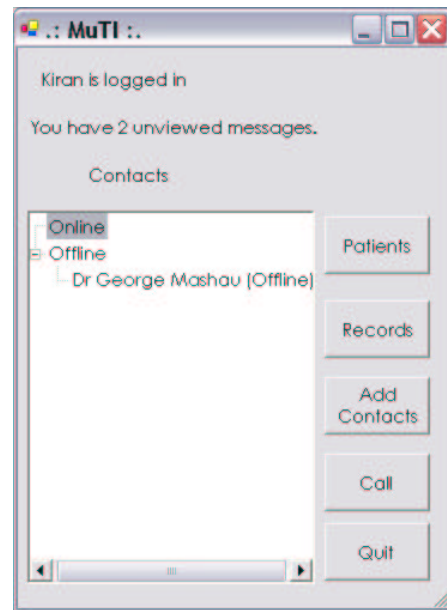 .: MuTI :.
Kiran is logged in
You have 2 unviewed messages.
Contacts
Online
Offline
Dr George Mashau (Offline)
Patients
Records
Add
Contacts
Call
Quit